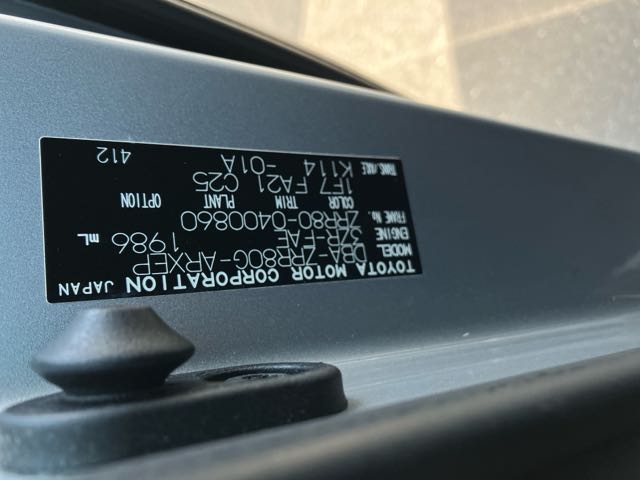 TOYOTA MOTOR CORPORATION JAPAN
MODEL DBA-ZRR80G-ARXEP
ENGINE 3ZR-FAE 1986 mL
FRAME No. ZRR80-0400860
COLOR TRIM PLANT OPTION
1F7 FA21 C25
TRANS./AXLE K114 -01A 412